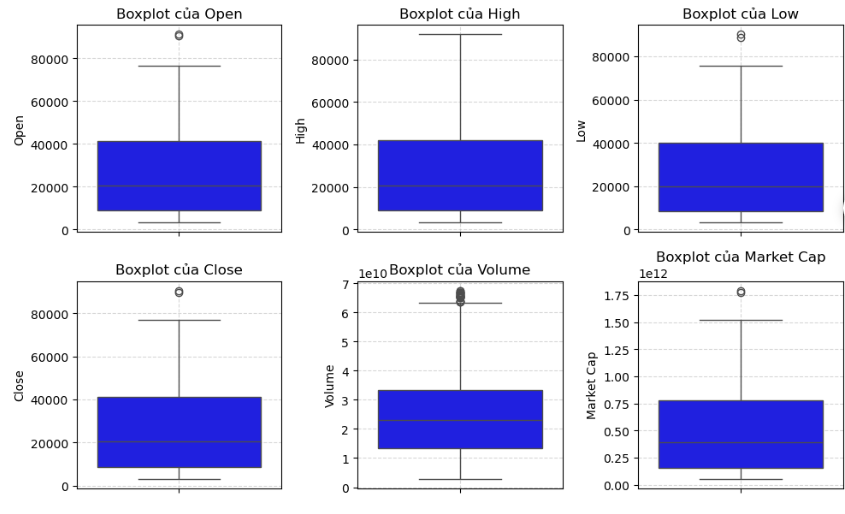 Boxplot của Open
Open
80000
60000
40000
20000
0
Boxplot của High
High
80000
60000
40000
20000
0
Boxplot của Low
Low
80000
60000
40000
20000
0
Boxplot của Close
Close
80000
60000
40000
20000
0
1e10
Boxplot của Volume
Volume
7
6
5
4
3
2
1
0
Boxplot của Market Cap
1e12
Market Cap
1.75
1.50
1.25
1.00
0.75
0.50
0.25
0.00